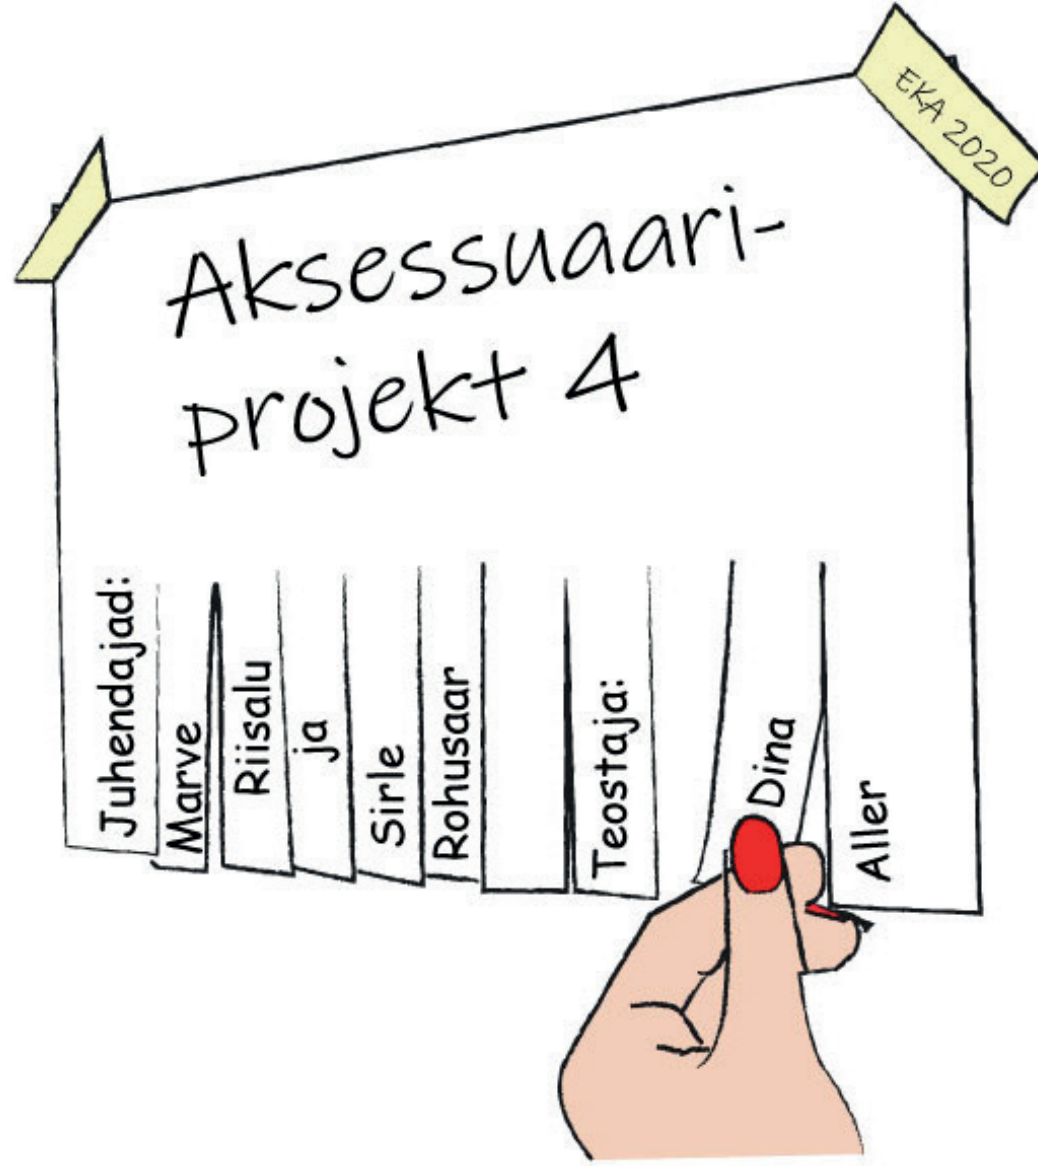 EKA 2020
Aksessuaari-
projekt 4
Juhendajad:
Marve
Riisalu
ja
Sirle
Rohusaar
Teostaja:
Dina
Aller